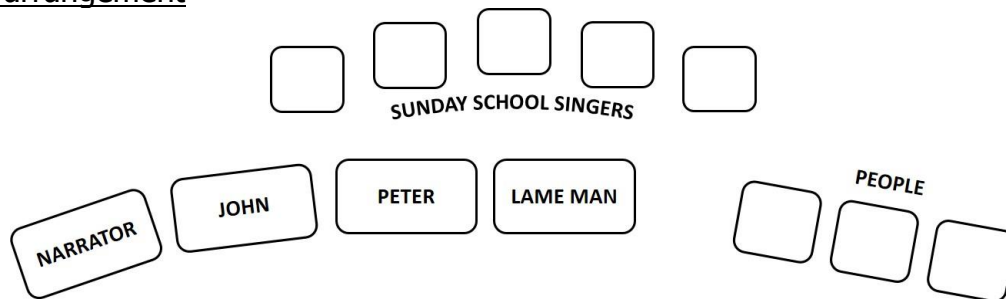 arrangement
SUNDAY SCHOOL SINGERS
NARRATOR
JOHN
PETER
LAME MAN
PEOPLE